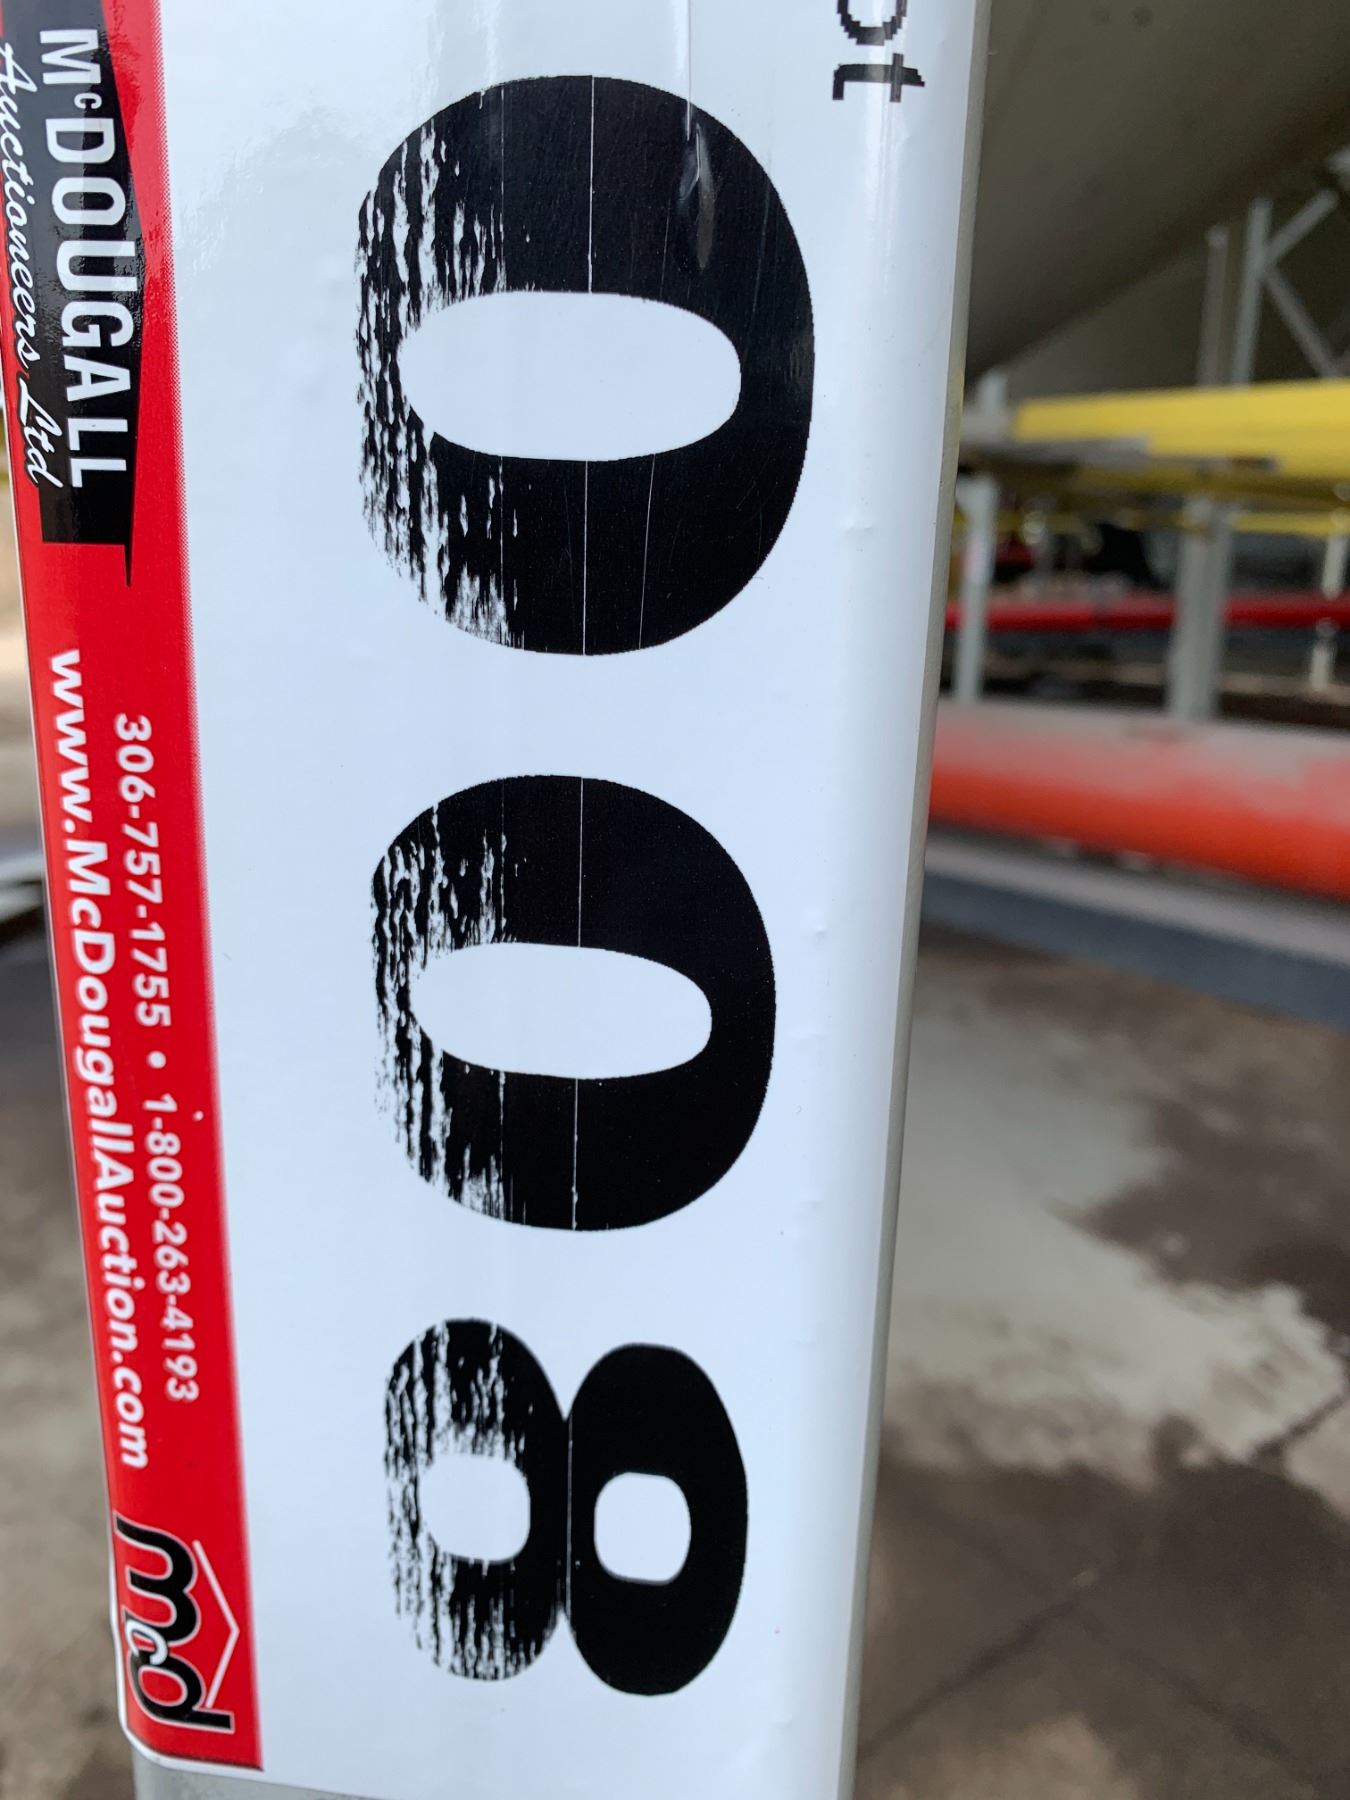 008
McDOUGALL
Auctioneers Ltd
306-757-1755 • 1-800-263-4193
www.McDougallAuction.com
mcd